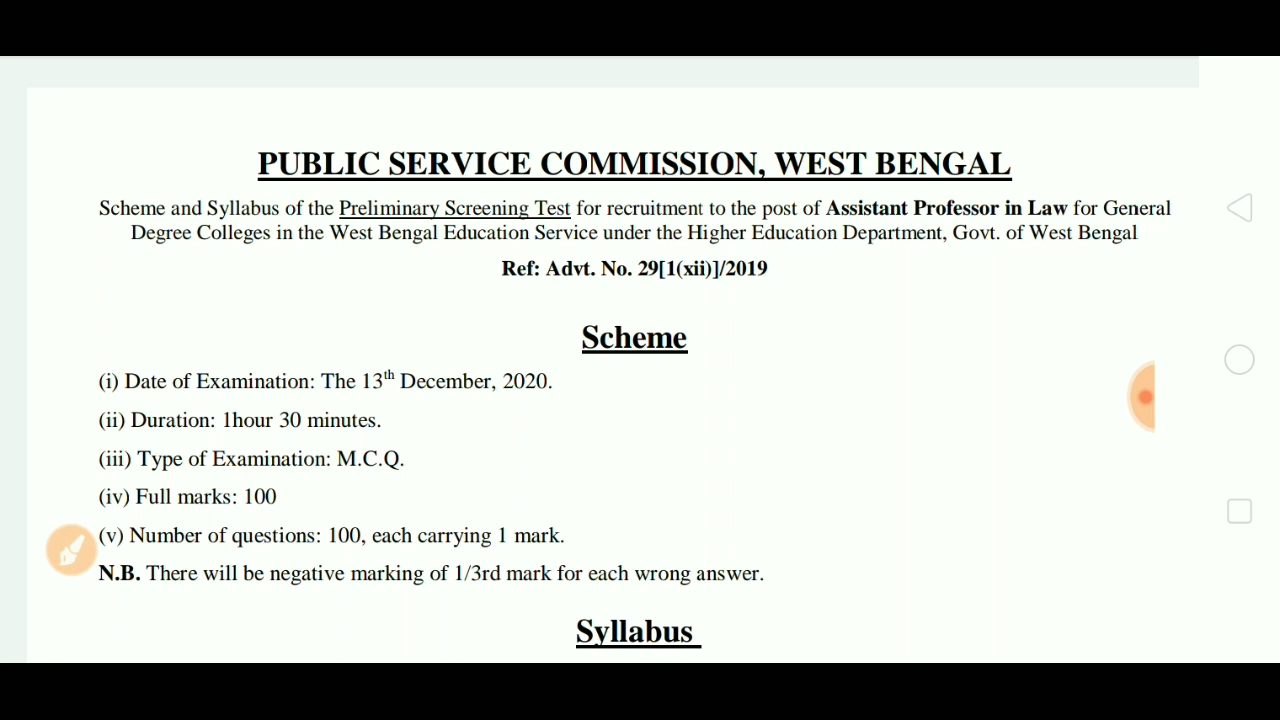 PUBLIC SERVICE COMMISSION, WEST BENGAL
Scheme and Syllabus of the Preliminary Screening Test for recruitment to the post of Assistant Professor in Law for General
Degree Colleges in the West Bengal Education Service under the Higher Education Department, Govt. of West Bengal
Ref: Advt. No. 29[1(xii)]/2019
Scheme
(i) Date of Examination: The 13th December, 2020.
(ii) Duration: 1hour 30 minutes.
(iii) Type of Examination: M.C.Q.
(iv) Full marks: 100
(v) Number of questions: 100, each carrying 1 mark.
N.B. There will be negative marking of 1/3rd mark for each wrong answer.
Syllabus